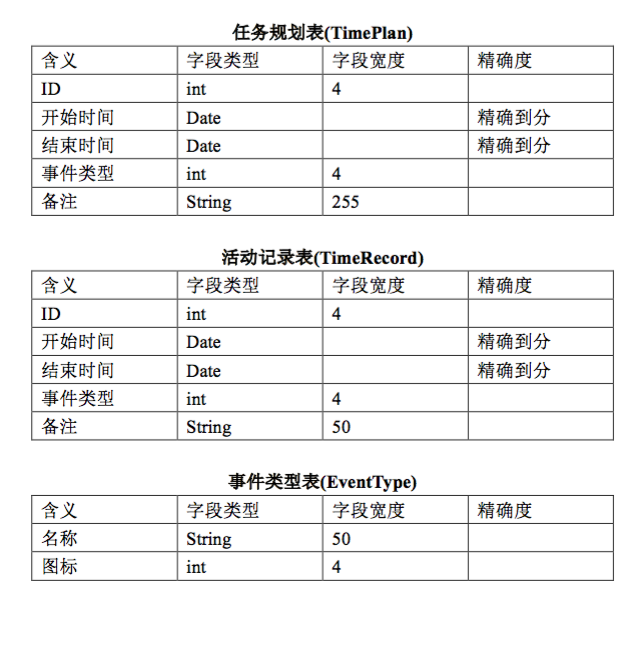 任务规划表(TimePlan)
含义 字段类型 字段宽度 精确度
ID int 4
开始时间 Date 精确到分
结束时间 Date 精确到分
事件类型 int 4
备注 String 255
活动记录表(TimeRecord)
含义 字段类型 字段宽度 精确度
ID int 4
开始时间 Date 精确到分
结束时间 Date 精确到分
事件类型 int 4
备注 String 50
事件类型表(EventType)
含义 字段类型 字段宽度 精确度
名称 String 50
图标 int 4